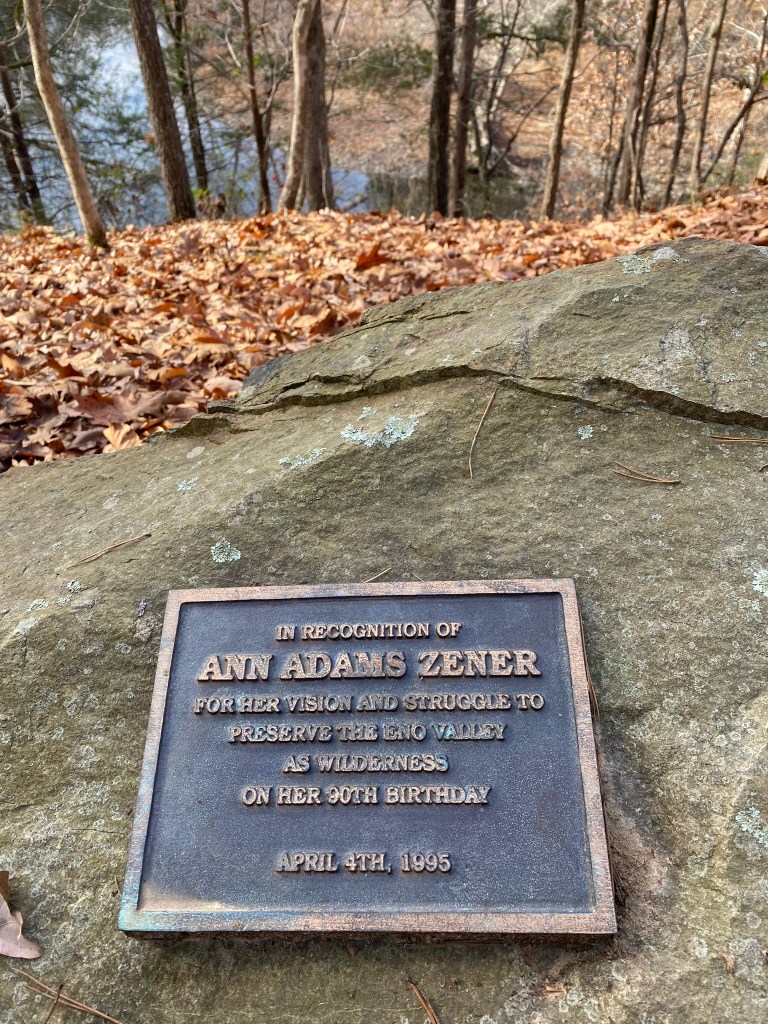 IN RECOGNITION OF
ANN ADAMS ZENER
FOR HER VISION AND STRUGGLE TO
PRESERVE THE ENO VALLEY
AS WILDERNESS
ON HER 90TH BIRTHDAY
APRIL 4TH, 1995